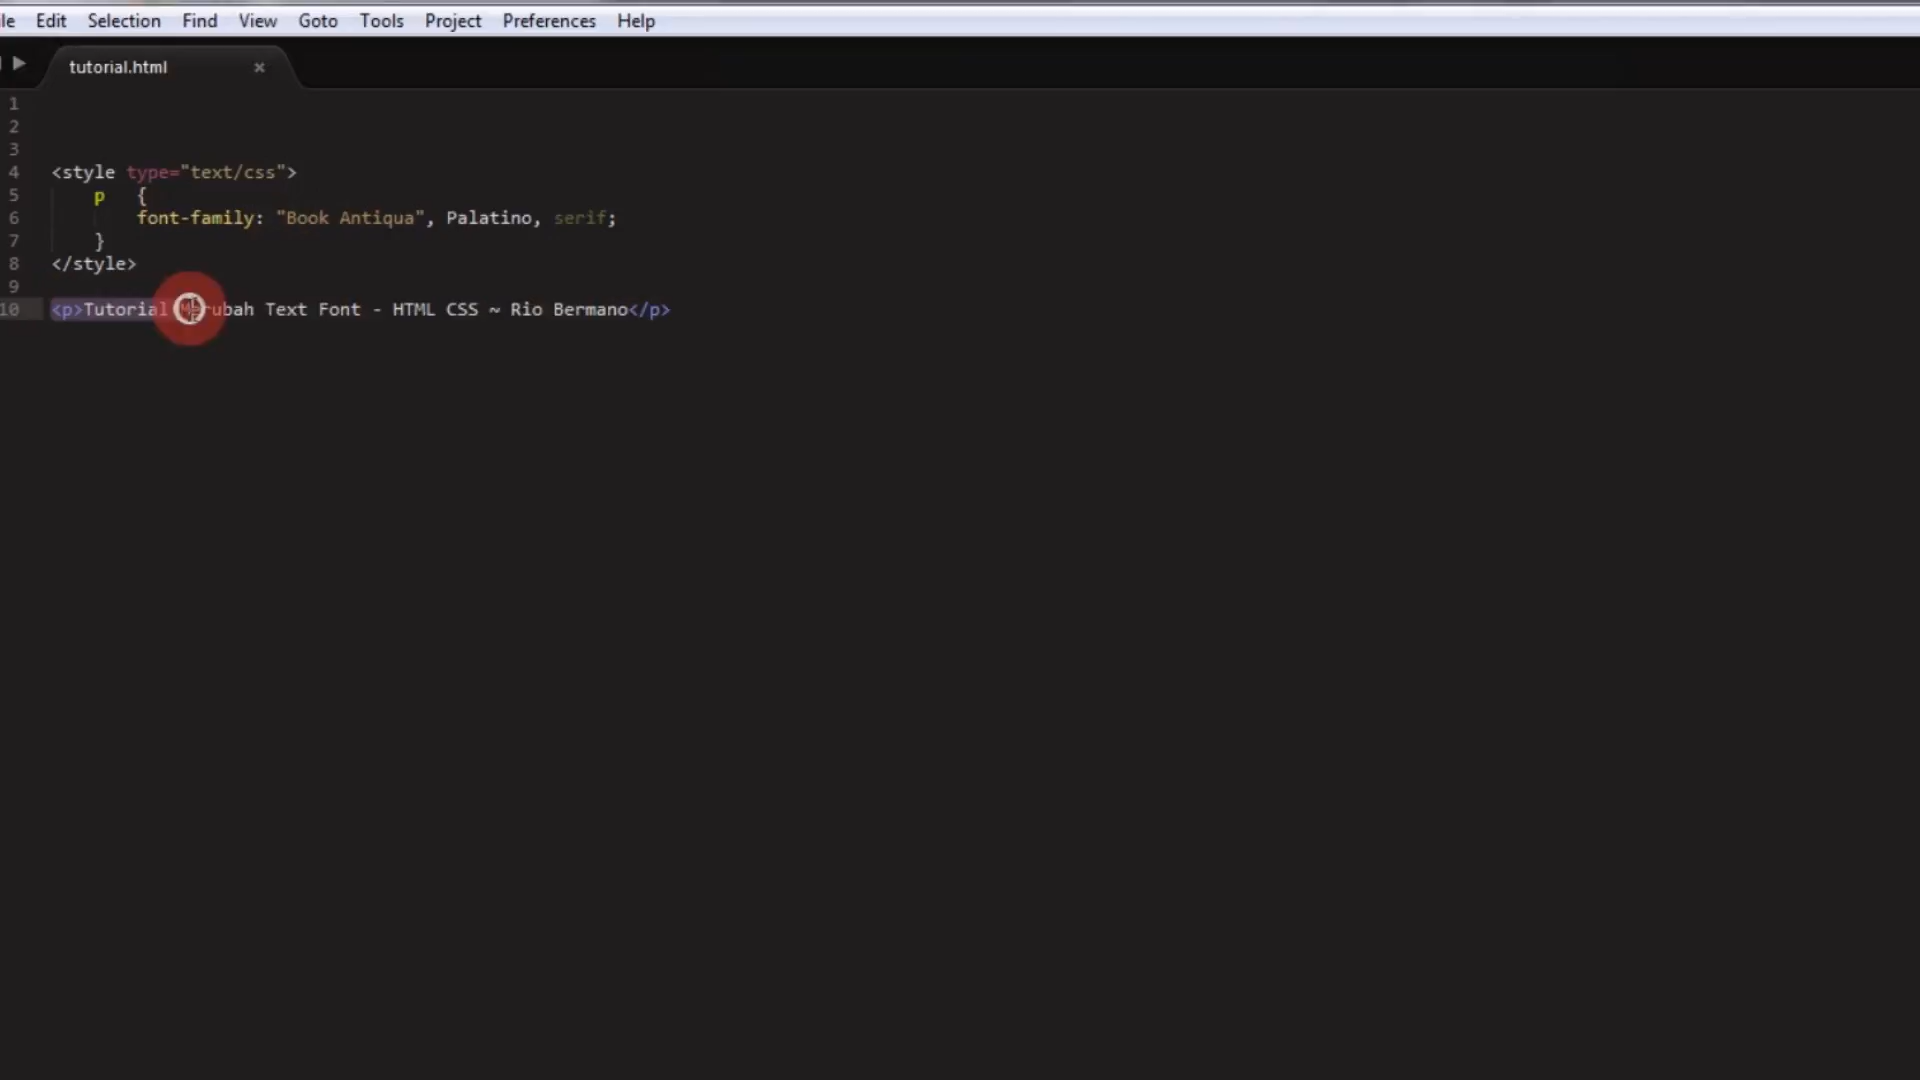 le Edit Selection Find View Goto Tools Project Preferences Help
tutorial.html ×
1
2
3
4 <style type="text/css">
5 p {
6 font-family: "Book Antiqua", Palatino, serif;
7 }
8 </style>
9
10 <p>Tutorial Merubah Text Font - HTML CSS ~ Rio Bermano</p>